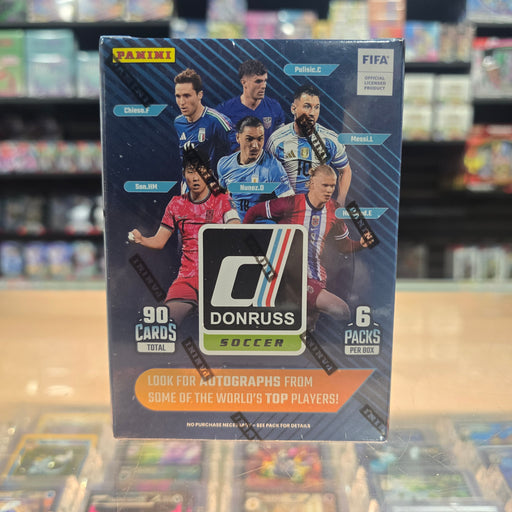 PANINI
FIFA
OFFICIAL
LICENSED
PRODUCT
Pulisic.C
Chiesa.F
Messi.L
Son.HM
Nunez.D
d
DONRUSS
SOCCER
90
CARDS
TOTAL
6
PACKS
PER BOX
LOOK FOR AUTOGRAPHS FROM
SOME OF THE WORLD'S TOP PLAYERS!
NO PURCHASE NECESSARY • SEE PACK FOR DETAILS